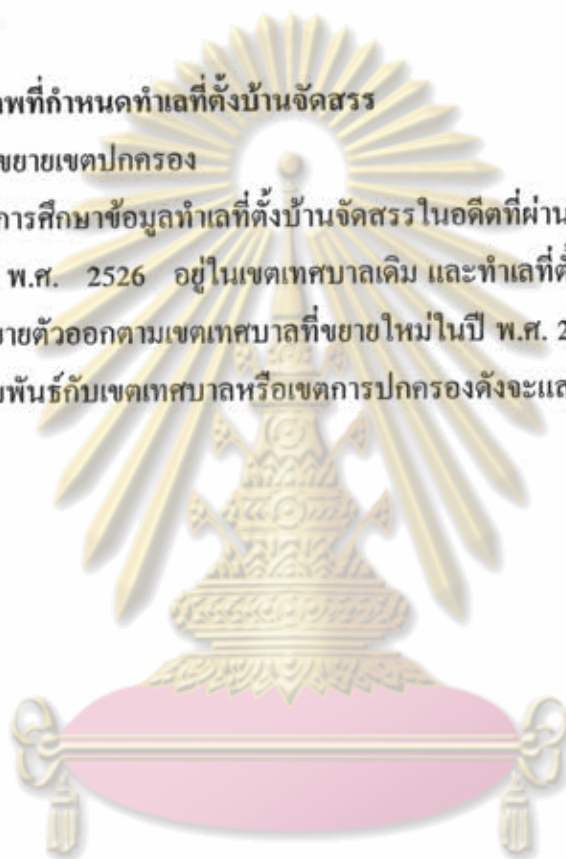 าพที่กำหนดทำเลที่ตั้งบ้านจัดสรร
ขยายเขตปกครอง
การศึกษาข้อมูลทำเลที่ตั้งบ้านจัดสรรในอดีตที่ผ่าน
พ.ศ. 2526 อยู่ในเขตเทศบาลเดิม และทำเลที่ตั้
ยายตัวออกตามเขตเทศบาลที่ขยายใหม่ในปี พ.ศ. 2
มพันธ์กับเขตเทศบาลหรือเขตการปกครองดังจะแส